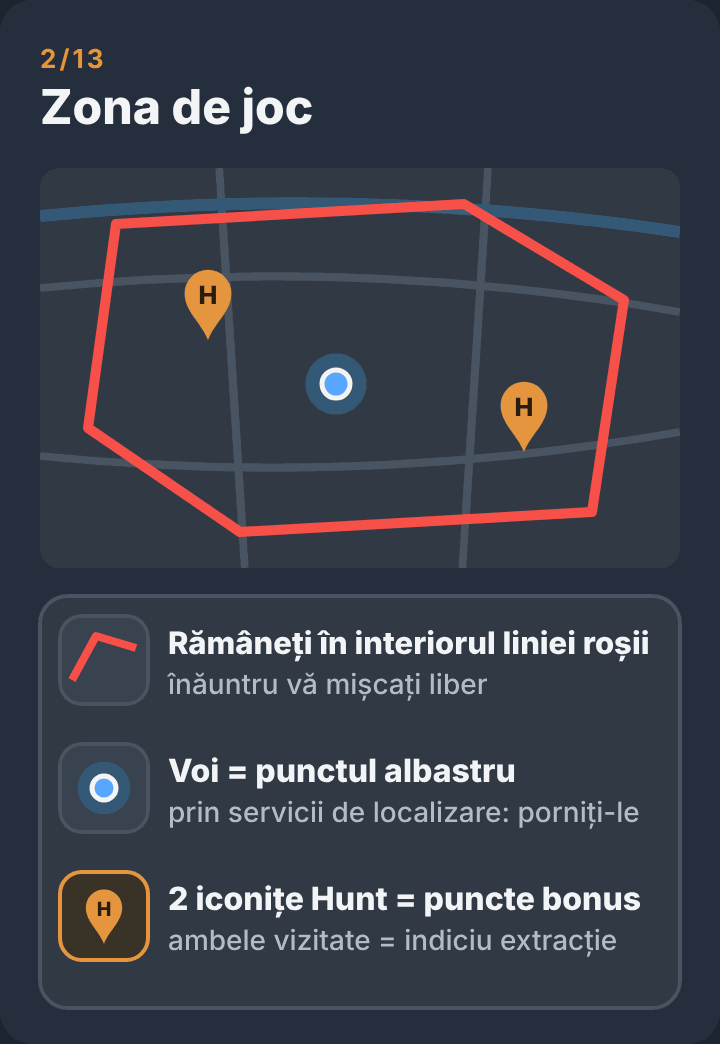 2/13
Zona de joc
H
H
Rămâneți în interiorul liniei roșii
înăuntru vă mișcați liber
Voi = punctul albastru
prin servicii de localizare: porniți-le
H
2 iconițe Hunt = puncte bonus
ambele vizitate = indiciu extracție